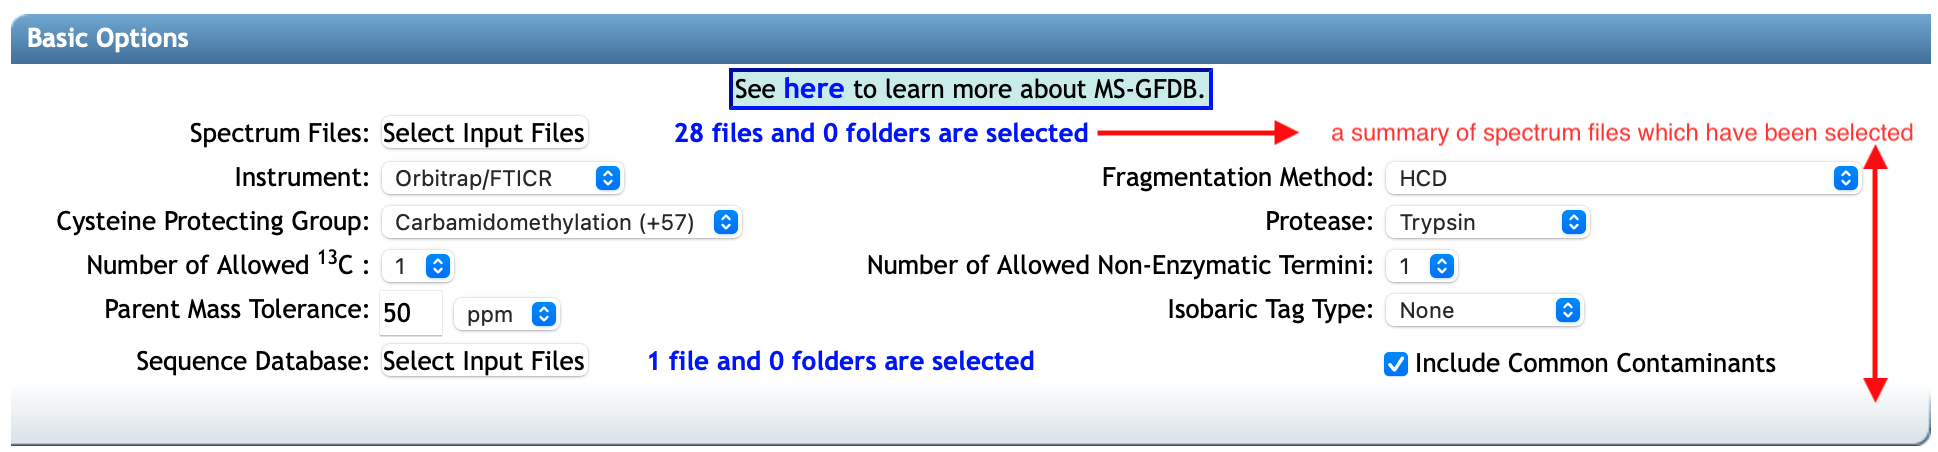 Basic Options
See here to learn more about MS-GFDB.
Spectrum Files: Select Input Files 28 files and 0 folders are selected a summary of spectrum files which have been selected
Instrument: Orbitrap/FTICR Fragmentation Method: HCD
Cysteine Protecting Group: Carbamidomethylation (+57) Protease: Trypsin
Number of Allowed ¹³C : 1 Number of Allowed Non-Enzymatic Termini: 1
Parent Mass Tolerance: 50 ppm Isobaric Tag Type: None
Sequence Database: Select Input Files 1 file and 0 folders are selected Include Common Contaminants